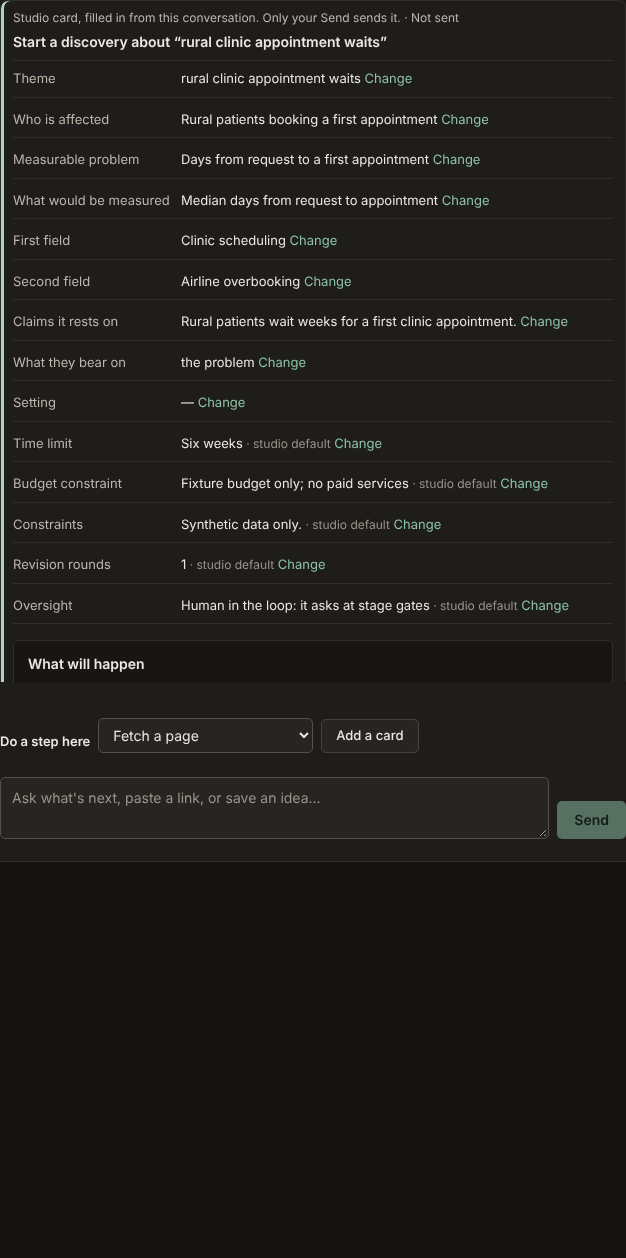 Studio card, filled in from this conversation. Only your Send sends it. · Not sent
Start a discovery about “rural clinic appointment waits”
Theme rural clinic appointment waits Change
Who is affected Rural patients booking a first appointment Change
Measurable problem Days from request to a first appointment Change
What would be measured Median days from request to appointment Change
First field Clinic scheduling Change
Second field Airline overbooking Change
Claims it rests on Rural patients wait weeks for a first clinic appointment. Change
What they bear on the problem Change
Setting — Change
Time limit Six weeks · studio default Change
Budget constraint Fixture budget only; no paid services · studio default Change
Constraints Synthetic data only. · studio default Change
Revision rounds 1 · studio default Change
Oversight Human in the loop: it asks at stage gates · studio default Change
What will happen
Do a step here Fetch a page Add a card
Ask what's next, paste a link, or save an idea...
Send